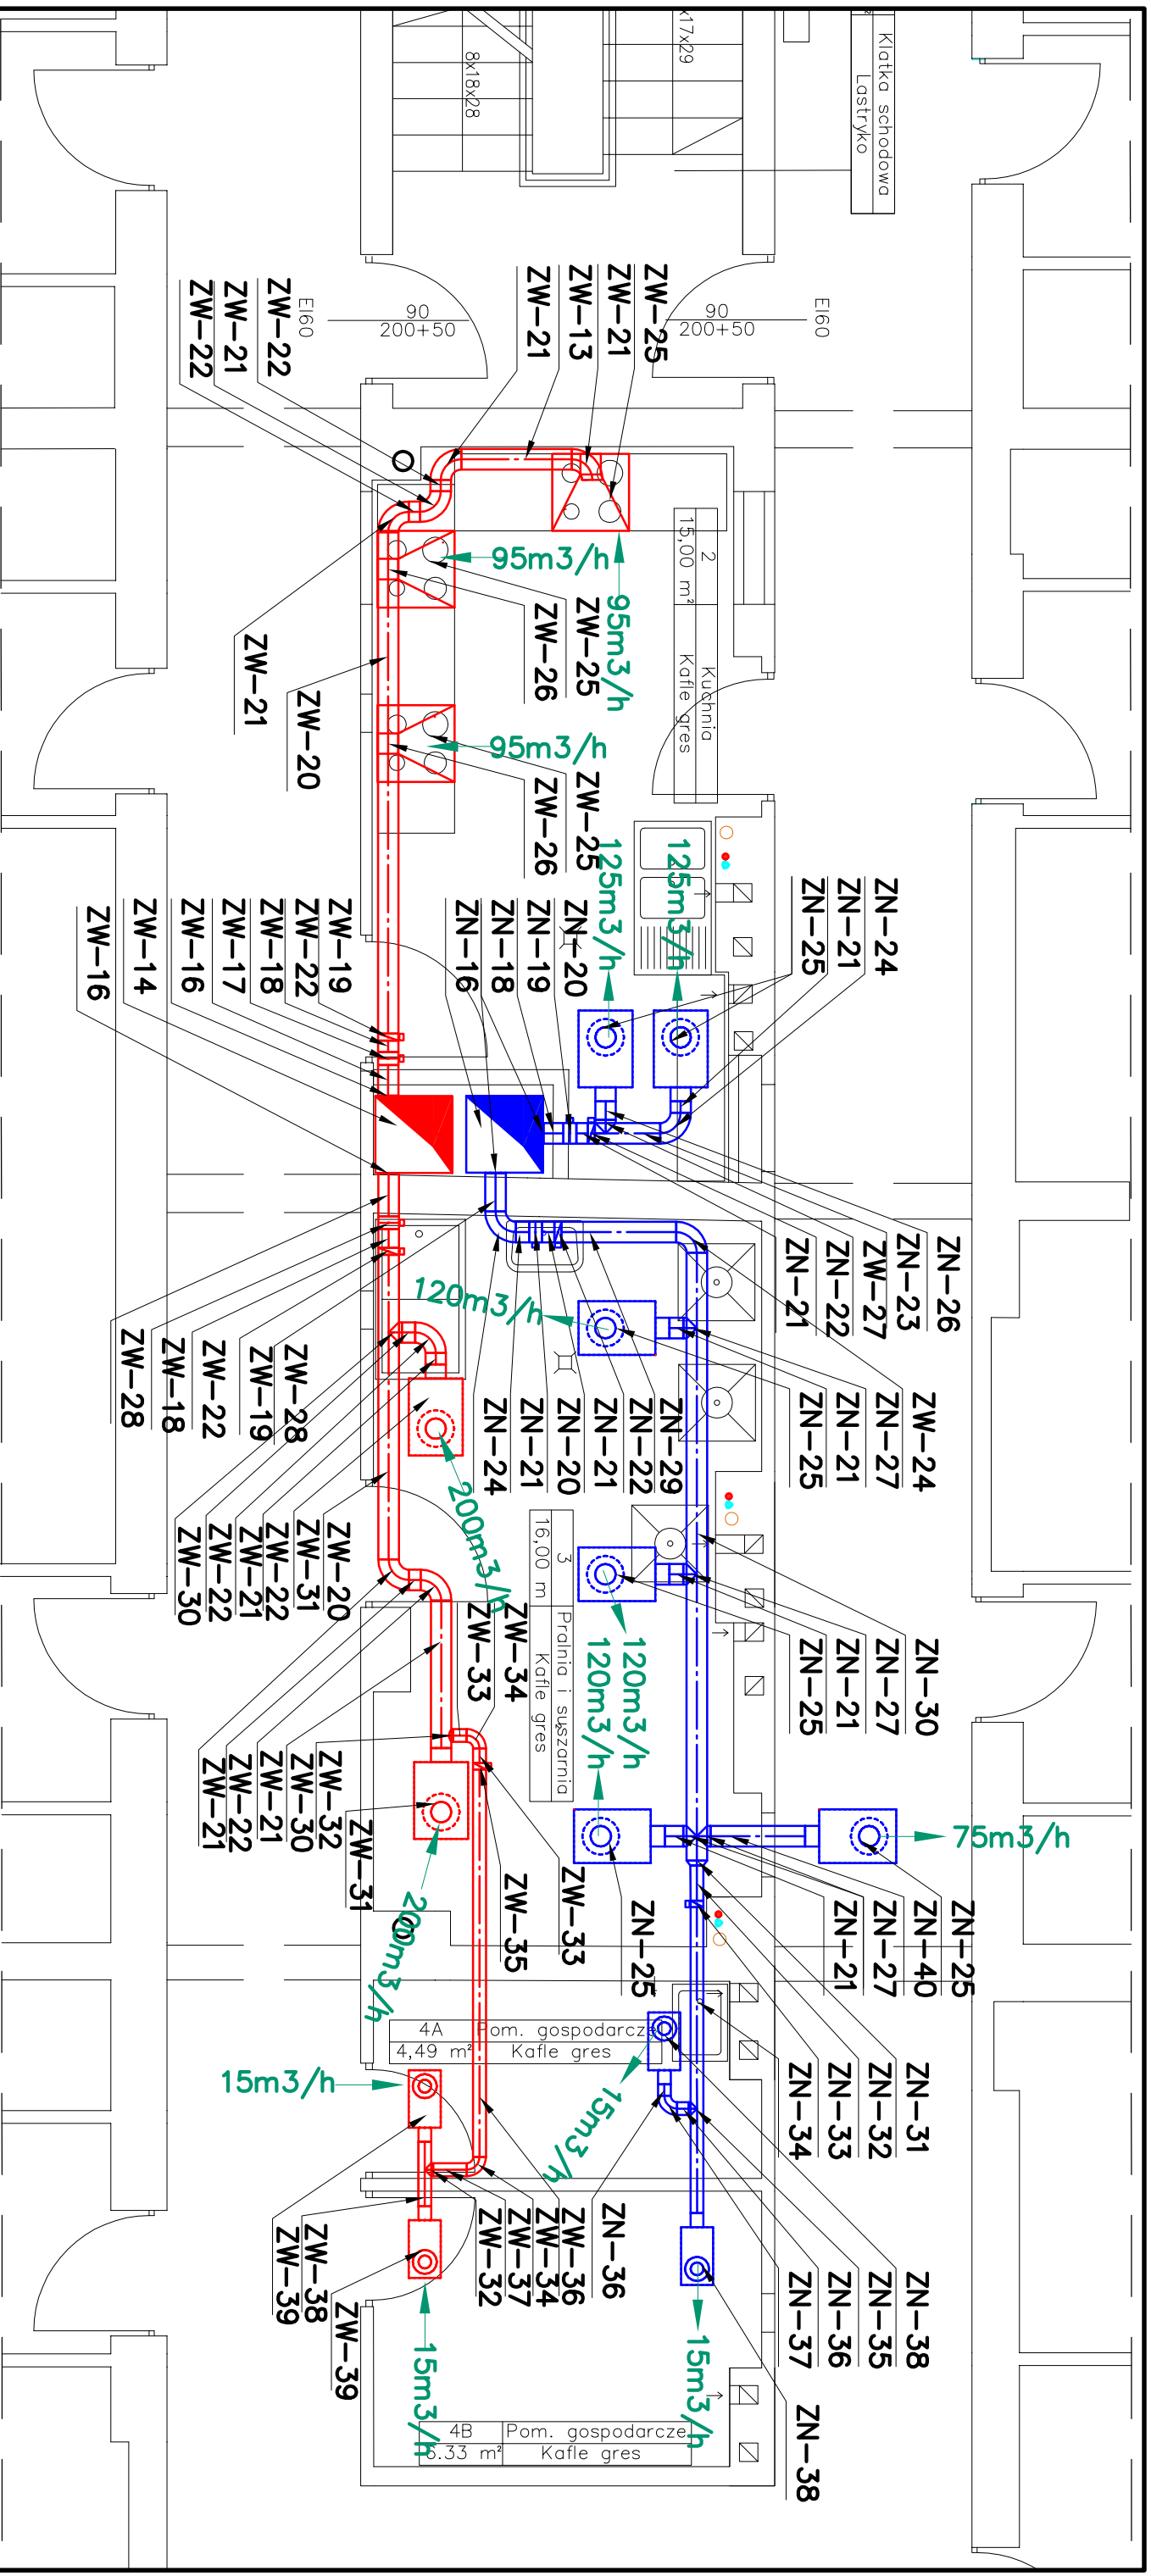 Klatka schodowa
Lastryko
x17x29
8x18x28
EI60
90
200+50
EI60
90
200+50
ZW-25
ZW-21
ZW-13
ZW-21
ZW-22
ZW-21
ZW-22
2
Kuchnia
15,00 m²
Kafle gres
95m3/h
95m3/h
95m3/h
ZW-25
ZW-26
ZW-21
ZW-20
ZW-25
ZW-26
125m3/h
125m3/h
ZN-24
ZN-21
ZN-25
ZN-20
ZN-19
ZN-18
ZN-16
ZW-19
ZW-22
ZW-18
ZW-17
ZW-16
ZW-14
ZW-16
ZN-26
ZN-23
ZW-27
ZN-22
ZN-21
120m3/h
ZW-24
ZN-27
ZN-21
ZN-25
ZN-29
ZN-22
ZN-21
ZN-20
ZN-21
ZN-24
ZW-28
ZW-19
ZW-22
ZW-18
ZW-28
200m3/h
3
Pralnia i suszarnia
16,00 m
Kafle gres
ZW-20
ZW-31
ZW-22
ZW-21
ZW-22
ZW-30
ZN-30
ZN-27
ZN-21
ZN-25
120m3/h
120m3/h
ZW-34
ZW-33
ZW-32
ZW-30
ZW-21
ZW-22
ZW-21
ZW-31
75m3/h
ZN-25
ZN-40
ZN-27
ZN-21
ZN-25
ZW-33
ZW-35
200m3/h
4A
Pom. gospodarcze
4,49 m²
Kafle gres
15m3/h
15m3/h
ZN-31
ZN-32
ZN-33
ZN-34
ZN-36
ZW-36
ZW-34
ZW-37
ZW-32
ZW-38
ZW-39
ZW-39
ZN-38
ZN-35
ZN-36
ZN-37
ZN-38
15m3/h
15m3/h
4B
Pom. gospodarcze
6.33 m²
Kafle gres